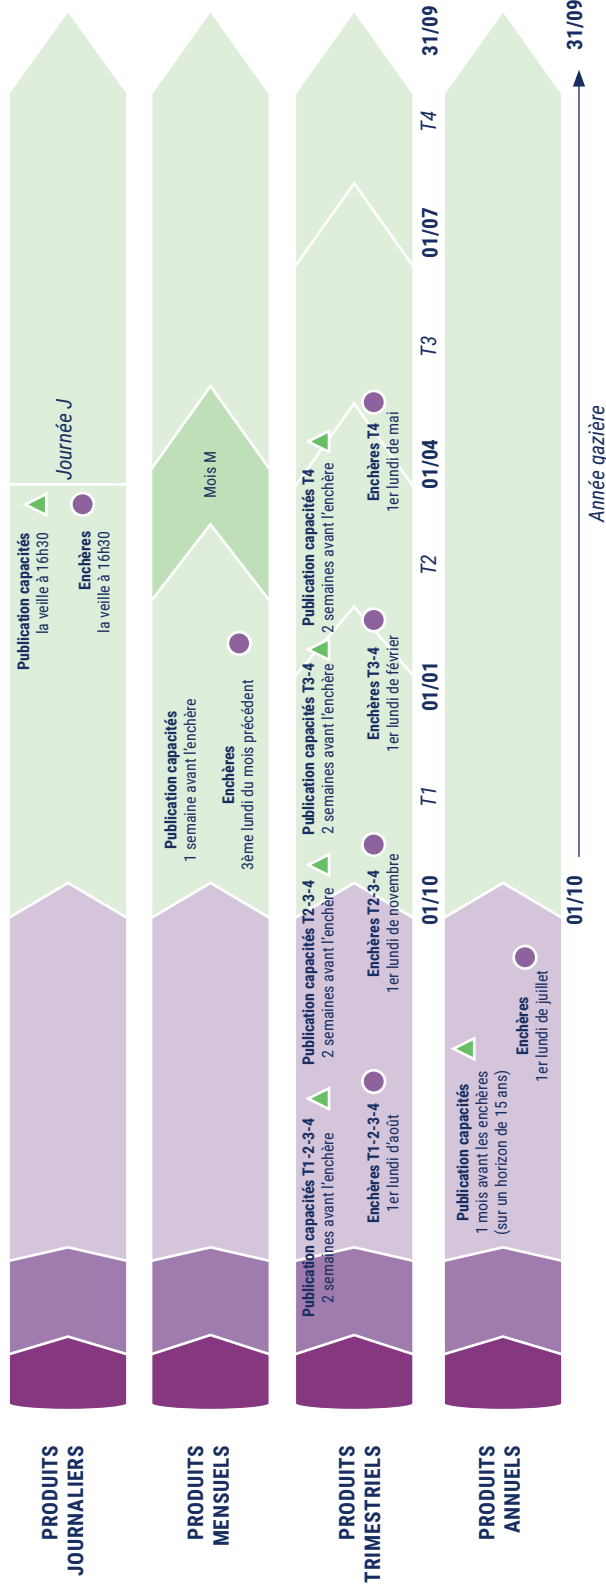 PRODUITS
JOURNALIERS
Publication capacités
la veille à 16h30
Enchères
la veille à 16h30
Journée J
PRODUITS
MENSUELS
Publication capacités
1 semaine avant l'enchère
Enchères
3ème lundi du mois précédent
Mois M
PRODUITS
TRIMESTRIELS
Publication capacités T1-2-3-4
2 semaines avant l'enchère
Enchères T1-2-3-4
1er lundi d'août
Publication capacités T2-3-4
2 semaines avant l'enchère
Enchères T2-3-4
1er lundi de novembre
Publication capacités T3-4
2 semaines avant l'enchère
Enchères T3-4
1er lundi de février
Publication capacités T4
2 semaines avant l'enchère
Enchères T4
1er lundi de mai
01/10 T1 01/01 T2 01/04 T3 01/07 T4 31/09
PRODUITS
ANNUELS
Publication capacités
1 mois avant les enchères
(sur un horizon de 15 ans)
Enchères
1er lundi de juillet
01/10 31/09
Année gazière